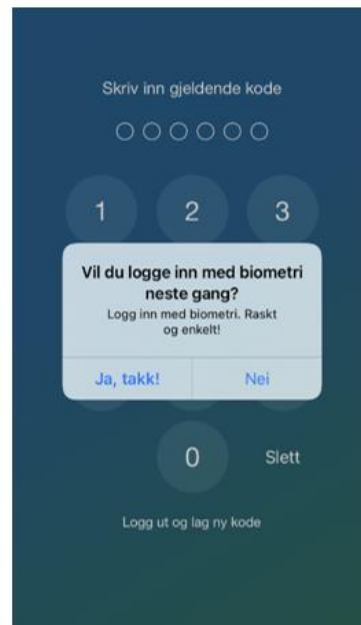 Skriv inn gjeldende kode
1 2 3
Vil du logge inn med biometri
neste gang?
Logg inn med biometri. Raskt
og enkelt!
Ja, takk! Nei
0 Slett
Logg ut og lag ny kode